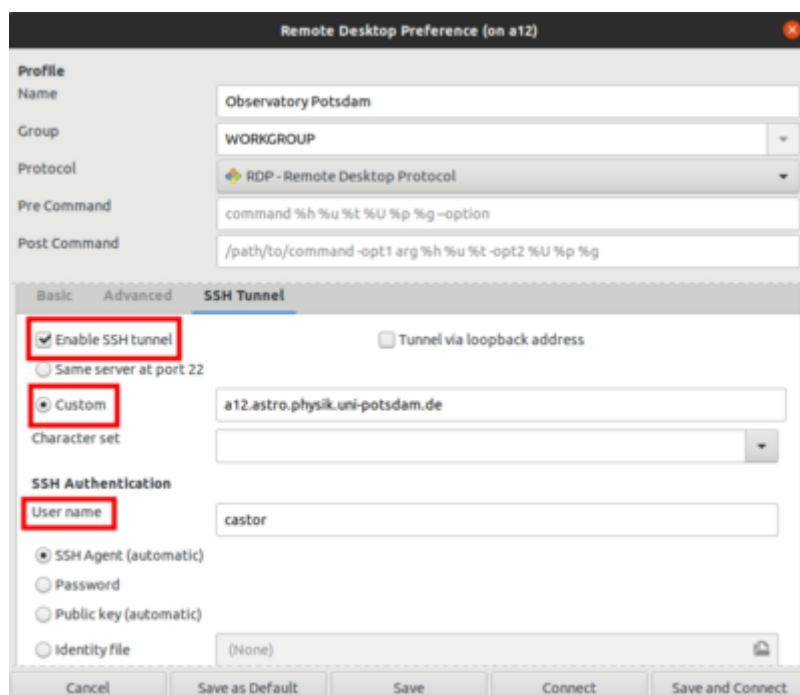 Remote Desktop Preference (on a12)
Profile
Name
Observatory Potsdam
Group
WORKGROUP
Protocol
RDP - Remote Desktop Protocol
Pre Command
command %h %u %t %U %p %g --option
Post Command
/path/to/command -opt1 arg %h %u %t -opt2 %U %p %g
Basic Advanced SSH Tunnel
Enable SSH tunnel Tunnel via loopback address
Same server at port 22
Custom a12.astro.physik.uni-potsdam.de
Character set
SSH Authentication
User name
castor
SSH Agent (automatic)
Password
Public key (automatic)
Identity file (None)
Cancel Save as Default Save Connect Save and Connect